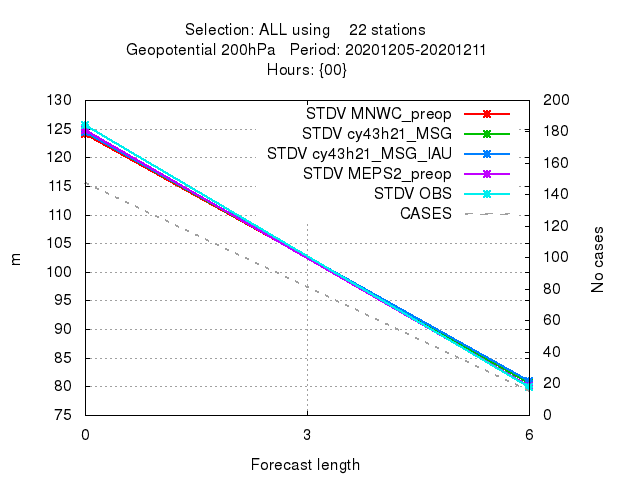 Selection: ALL using 22 stations
Geopotential 200hPa Period: 20201205-20201211
Hours: {00}
130 200
STDV MNWC_preop
125 180
STDV cy43h21_MSG
120 160
STDV cy43h21_MSG_IAU
STDV MEPS2_preop
115 140
STDV OBS
110 120
CASES
105 100
100 80
95 60
90 40
85 20
80 0
75
m
No cases
0 3 6
Forecast length